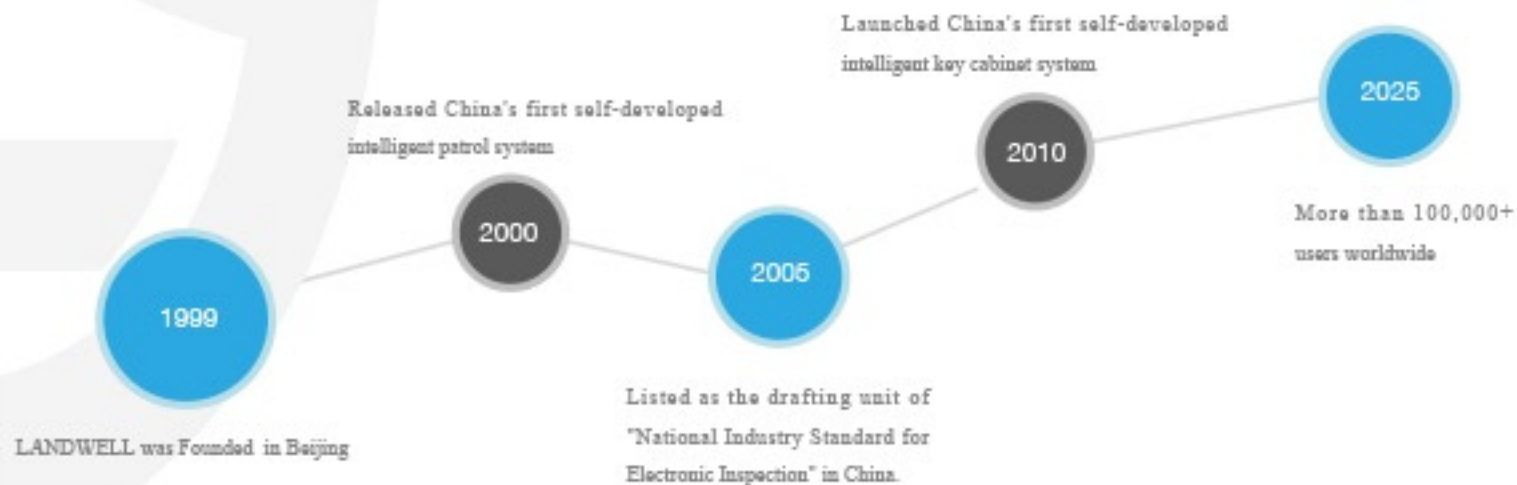 1999
LANDWELL was Founded in Beijing
Released China's first self-developed
intelligent patrol system
2000
2005
Listed as the drafting unit of
"National Industry Standard for
Electronic Inspection" in China.
Launched China's first self-developed
intelligent key cabinet system
2010
2025
More than 100,000+
users worldwide